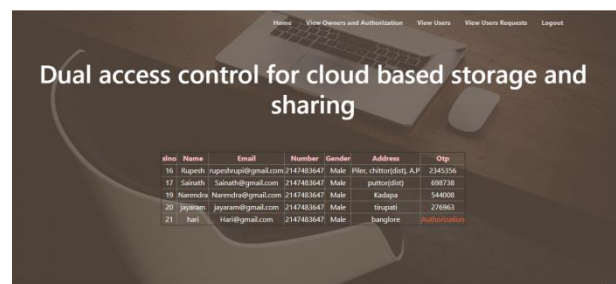 Home View Owners and Authorization View Users View Users Requests Logout
Dual access control for cloud based storage and
sharing
slno Name Email Number Gender Address Otp
16 Rupesh rupeshrupi@gmail.com 2147483647 Male Piler, chittor(dist), A.P 2345356
17 Sainath Sainath@gmail.com 2147483647 Male puttor(dist) 698738
19 Narendra Narendra@gmail.com 2147483647 Male Kadapa 544008
20 jayaram jayaram@gmail.com 2147483647 Male tirupati 276963
21 hari Hari@gmail.com 2147483647 Male banglore Authorization